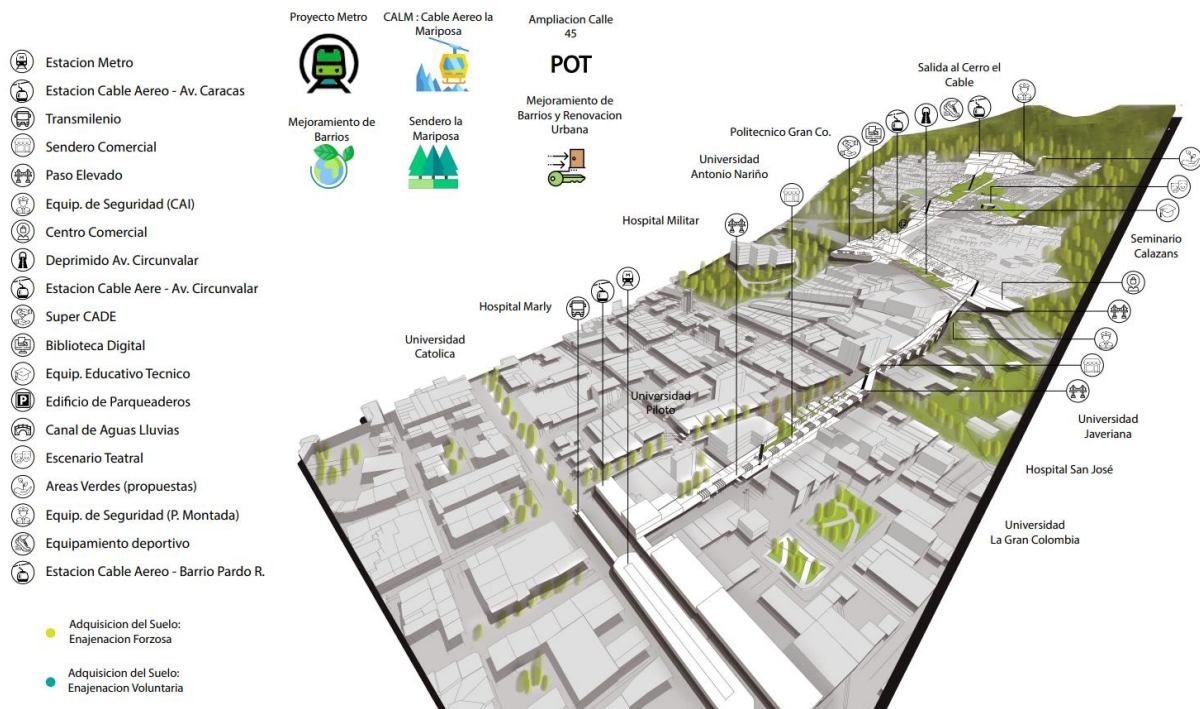 Proyecto Metro
CALM : Cable Aereo la
Mariposa
Ampliacion Calle
45
POT
Mejoramiento de
Barrios
Sendero la
Mariposa
Mejoramiento de
Barrios y Renovacion
Urbana
Estacion Metro
Estacion Cable Aereo - Av. Caracas
Transmilenio
Sendero Comercial
Paso Elevado
Equip. de Seguridad (CAI)
Centro Comercial
Deprimido Av. Circunvalar
Estacion Cable Aere - Av. Circunvalar
Super CADE
Biblioteca Digital
Equip. Educativo Tecnico
P
Edificio de Parqueaderos
Canal de Aguas Lluvias
Escenario Teatral
Areas Verdes (propuestas)
Equip. de Seguridad (P. Montada)
Equipamiento deportivo
Estacion Cable Aereo - Barrio Pardo R.
Adquisicion del Suelo:
Enajenacion Forzosa
Adquisicion del Suelo:
Enajenacion Voluntaria
Salida al Cerro el
Cable
Politecnico Gran Co.
Universidad
Antonio Nariño
Hospital Militar
Hospital Marly
Universidad
Catolica
Universidad
Piloto
Seminario
Calazans
Universidad
Javeriana
Hospital San José
Universidad
La Gran Colombia